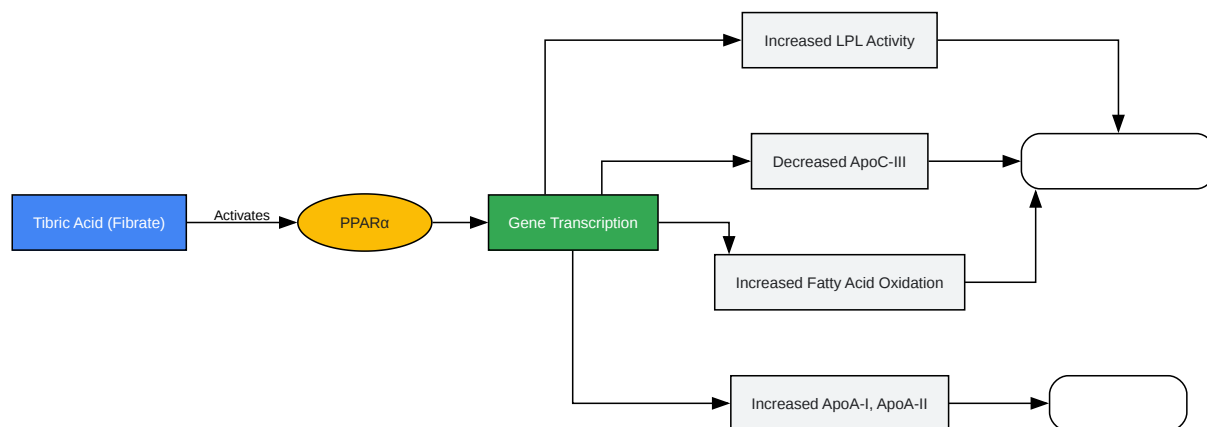 Increased LPL Activity
Decreased ApoC-III
Tibric Acid (Fibrate)
Activates
PPARα
Gene Transcription
Increased Fatty Acid Oxidation
Increased ApoA-I, ApoA-II